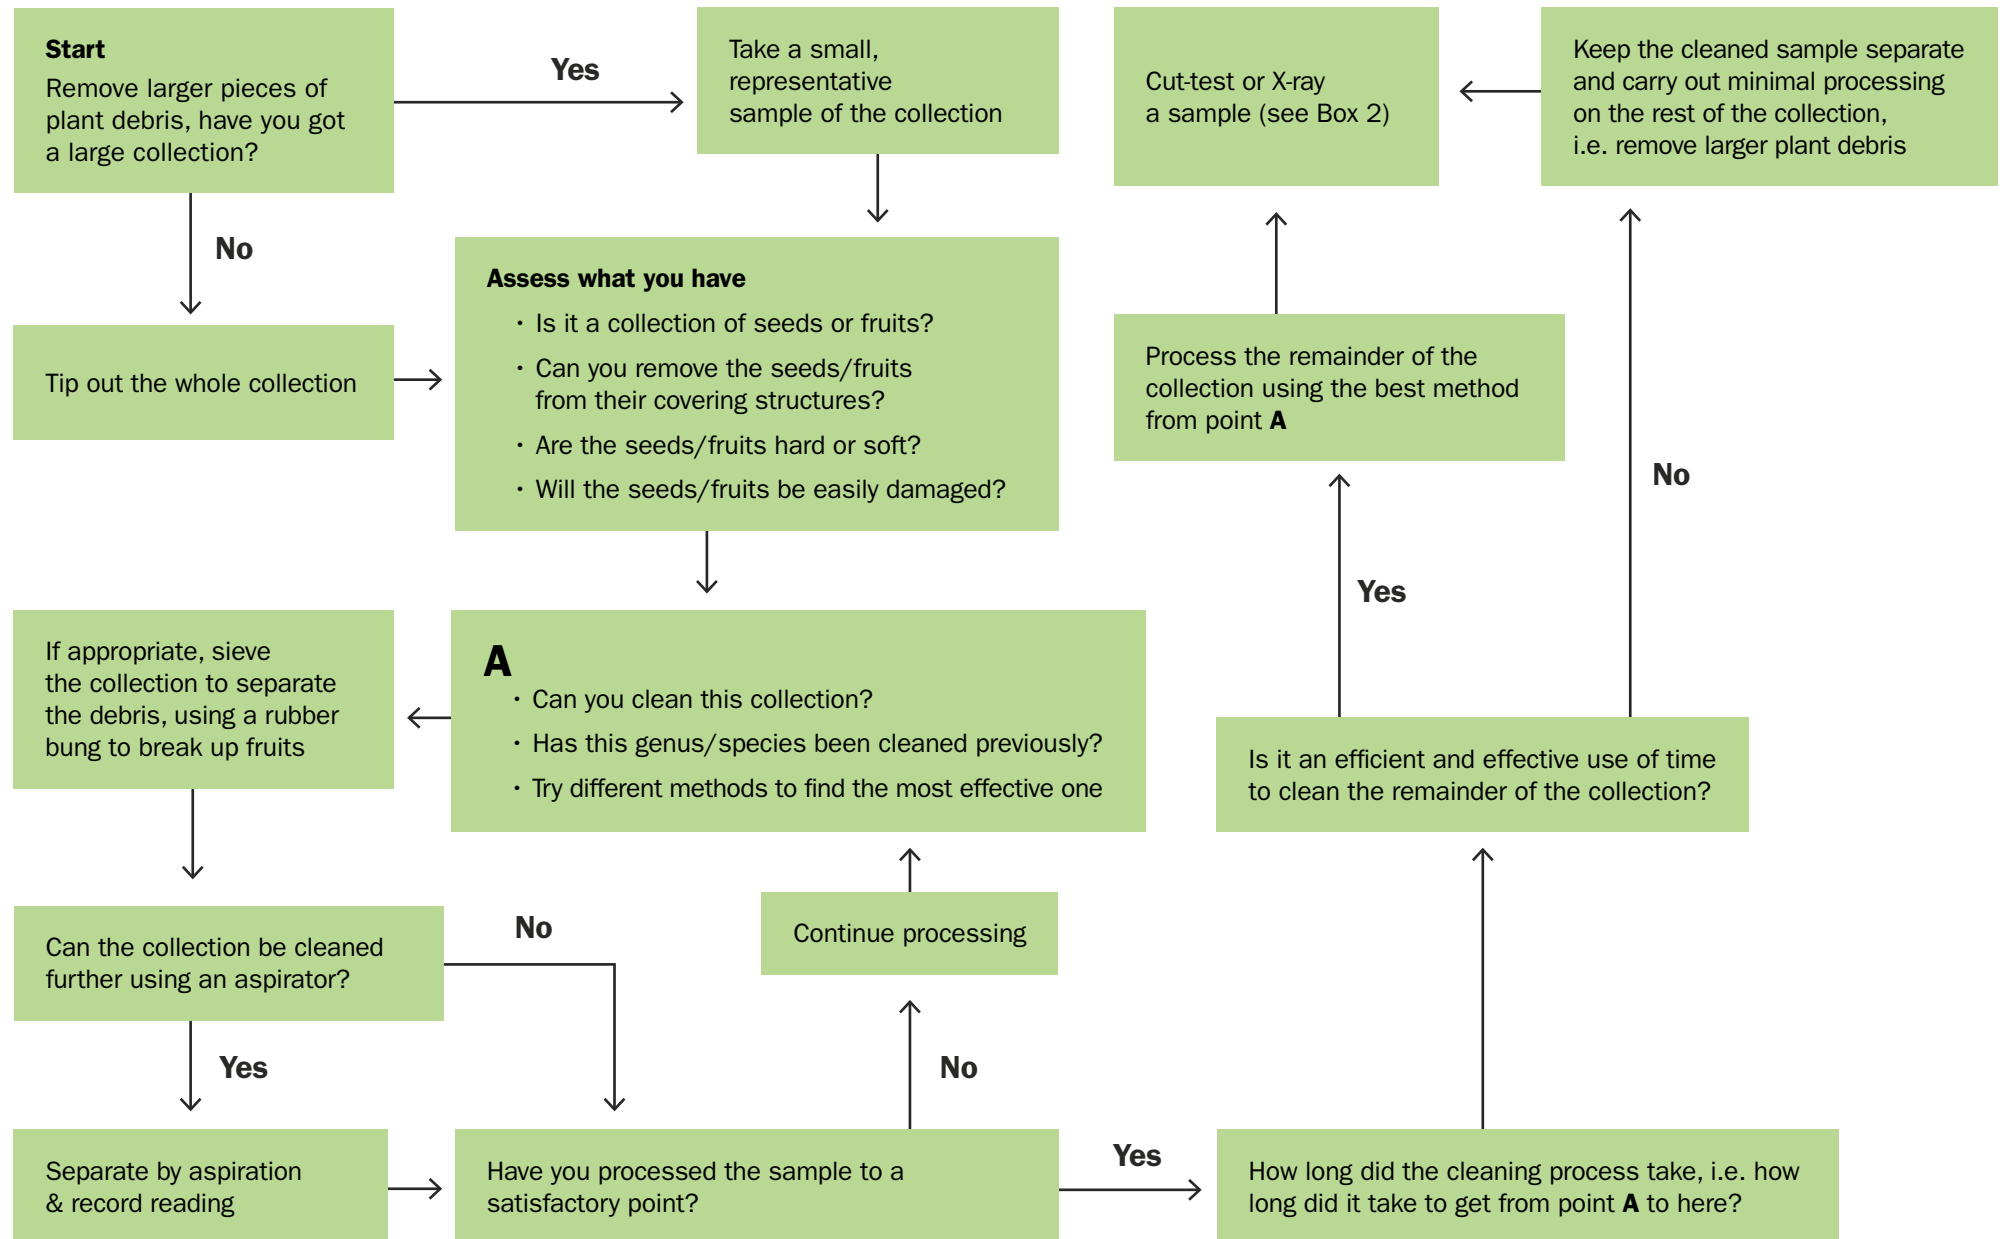 Start
Remove larger pieces of
plant debris, have you got
a large collection?
Yes
Take a small,
representative
sample of the collection
No
Tip out the whole collection
Assess what you have
· Is it a collection of seeds or fruits?
· Can you remove the seeds/fruits
from their covering structures?
· Are the seeds/fruits hard or soft?
· Will the seeds/fruits be easily damaged?
A
· Can you clean this collection?
· Has this genus/species been cleaned previously?
· Try different methods to find the most effective one
If appropriate, sieve
the collection to separate
the debris, using a rubber
bung to break up fruits
Can the collection be cleaned
further using an aspirator?
No
Yes
Separate by aspiration
& record reading
Have you processed the sample to a
satisfactory point?
No
Continue processing
Yes
How long did the cleaning process take, i.e. how
long did it take to get from point A to here?
Is it an efficient and effective use of time
to clean the remainder of the collection?
Yes
Process the remainder of the
collection using the best method
from point A
No
Keep the cleaned sample separate
and carry out minimal processing
on the rest of the collection,
i.e. remove larger plant debris
Cut-test or X-ray
a sample (see Box 2)